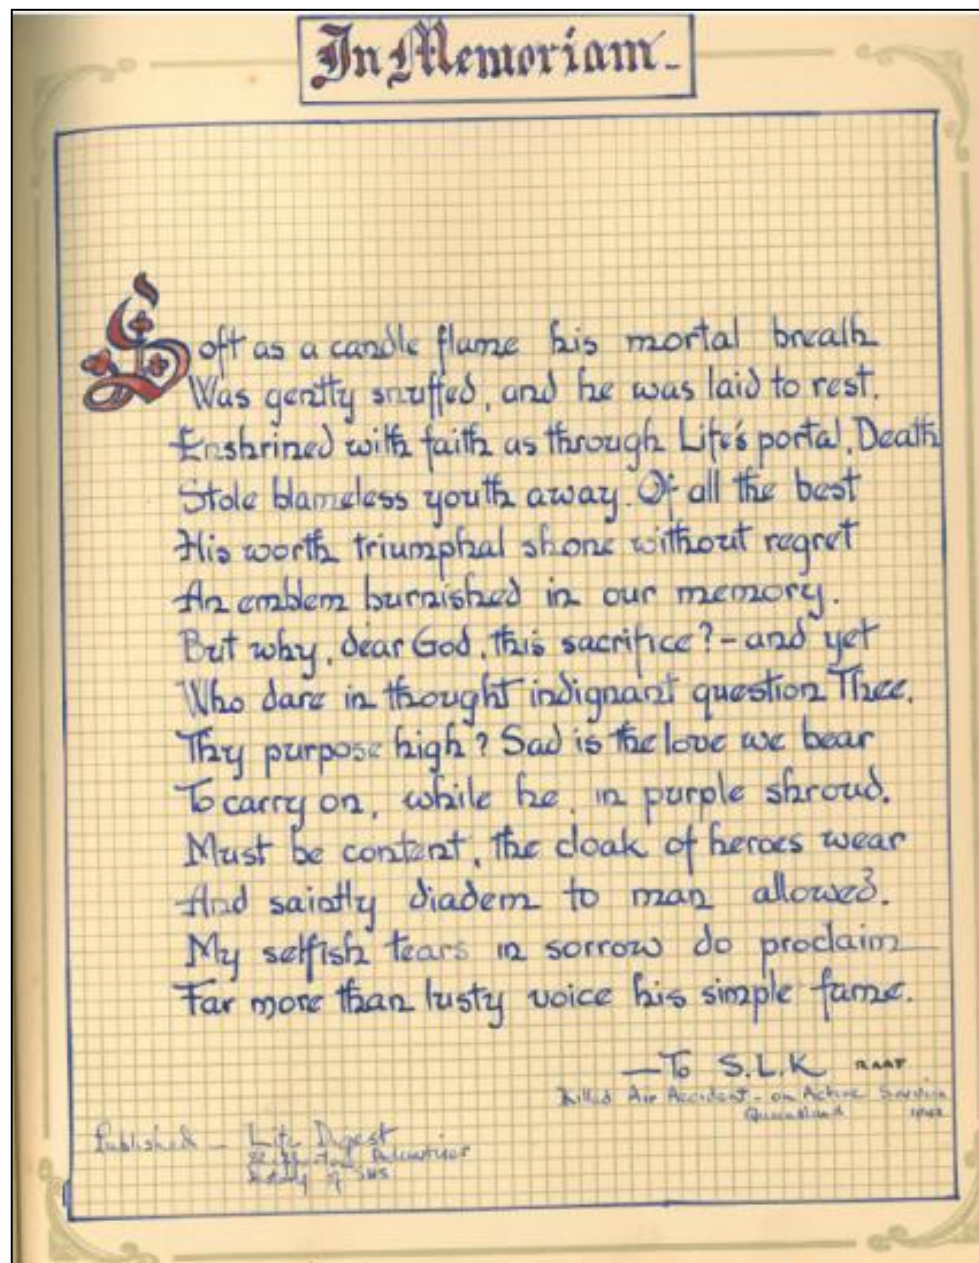 In Memoriam-
Soft as a candle flame his mortal breath
Was gently snuffed, and he was laid to rest,
Enshrined with faith as through Life's portal, Death
Stole blameless youth away. Of all the best
His worth triumphal shone without regret
An emblem burnished in our memory.
But why, dear God, this sacrifice? - and yet
Who dare in thought indignant question Thee,
Thy purpose high? Sad is the love we bear
To carry on, while he, in purple shroud,
Must be content, the cloak of heroes wear
And saintly diadem to man allowed.
My selfish tears in sorrow do proclaim
Far more than lusty voice his simple fame.
—To S.L.K RAAF
Killed Air Accident - on Active Service
Queensland
Published - Digest
Advertiser
of SHS